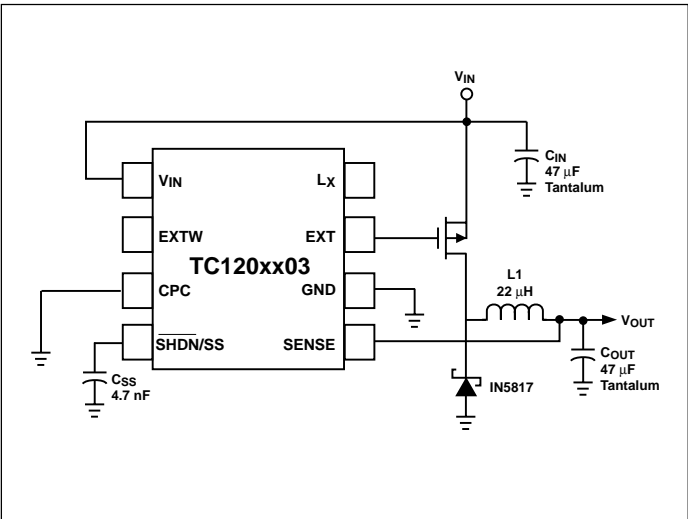 VIN
CIN
47 µF
Tantalum
VIN
LX
EXTW
EXT
TC120xx03
CPC
GND
SHDN/SS
SENSE
CSS
4.7 nF
L1
22 µH
VOUT
COUT
47 µF
Tantalum
IN5817